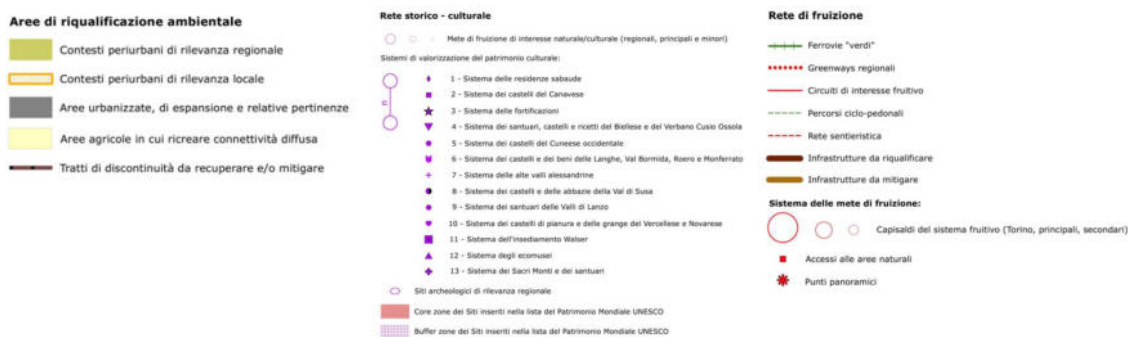 Aree di riqualificazione ambientale
Contesti periurbani di rilevanza regionale
Contesti periurbani di rilevanza locale
Aree urbanizzate, di espansione e relative pertinenze
Aree agricole in cui ricreare connettività diffusa
Tratti di discontinuità da recuperare e/o mitigare
Rete storico - culturale
Mete di fruizione di interesse naturale/culturale (regionali, principali e minori)
Sistemi di valorizzazione del patrimonio culturale:
n
1 - Sistema delle residenze sabaude
2 - Sistema dei castelli del Canavese
3 - Sistema delle fortificazioni
4 - Sistema dei santuari, castelli e ricetti del Biellese e del Verbano Cusio Ossola
5 - Sistema dei castelli del Cuneese occidentale
6 - Sistema dei castelli e dei beni delle Langhe, Val Bormida, Roero e Monferrato
7 - Sistema delle alte valli alessandrine
8 - Sistema dei castelli e delle abbazie della Val di Susa
9 - Sistema dei santuari delle Valli di Lanzo
10 - Sistema dei castelli di pianura e delle grange del Vercellese e Novarese
11 - Sistema dell'insediamento Walser
12 - Sistema degli ecomusei
13 - Sistema dei Sacri Monti e dei santuari
Siti archeologici di rilevanza regionale
Core zone dei Siti inseriti nella lista del Patrimonio Mondiale UNESCO
Buffer zone dei Siti inseriti nella lista del Patrimonio Mondiale UNESCO
Rete di fruizione
Ferrovie "verdi"
Greenways regionali
Circuiti di interesse fruitivo
Percorsi ciclo-pedonali
Rete sentieristica
Infrastrutture da riqualificare
Infrastrutture da mitigare
Sistema delle mete di fruizione:
Capisaldi del sistema fruitivo (Torino, principali, secondari)
Accessi alle aree naturali
Punti panoramici